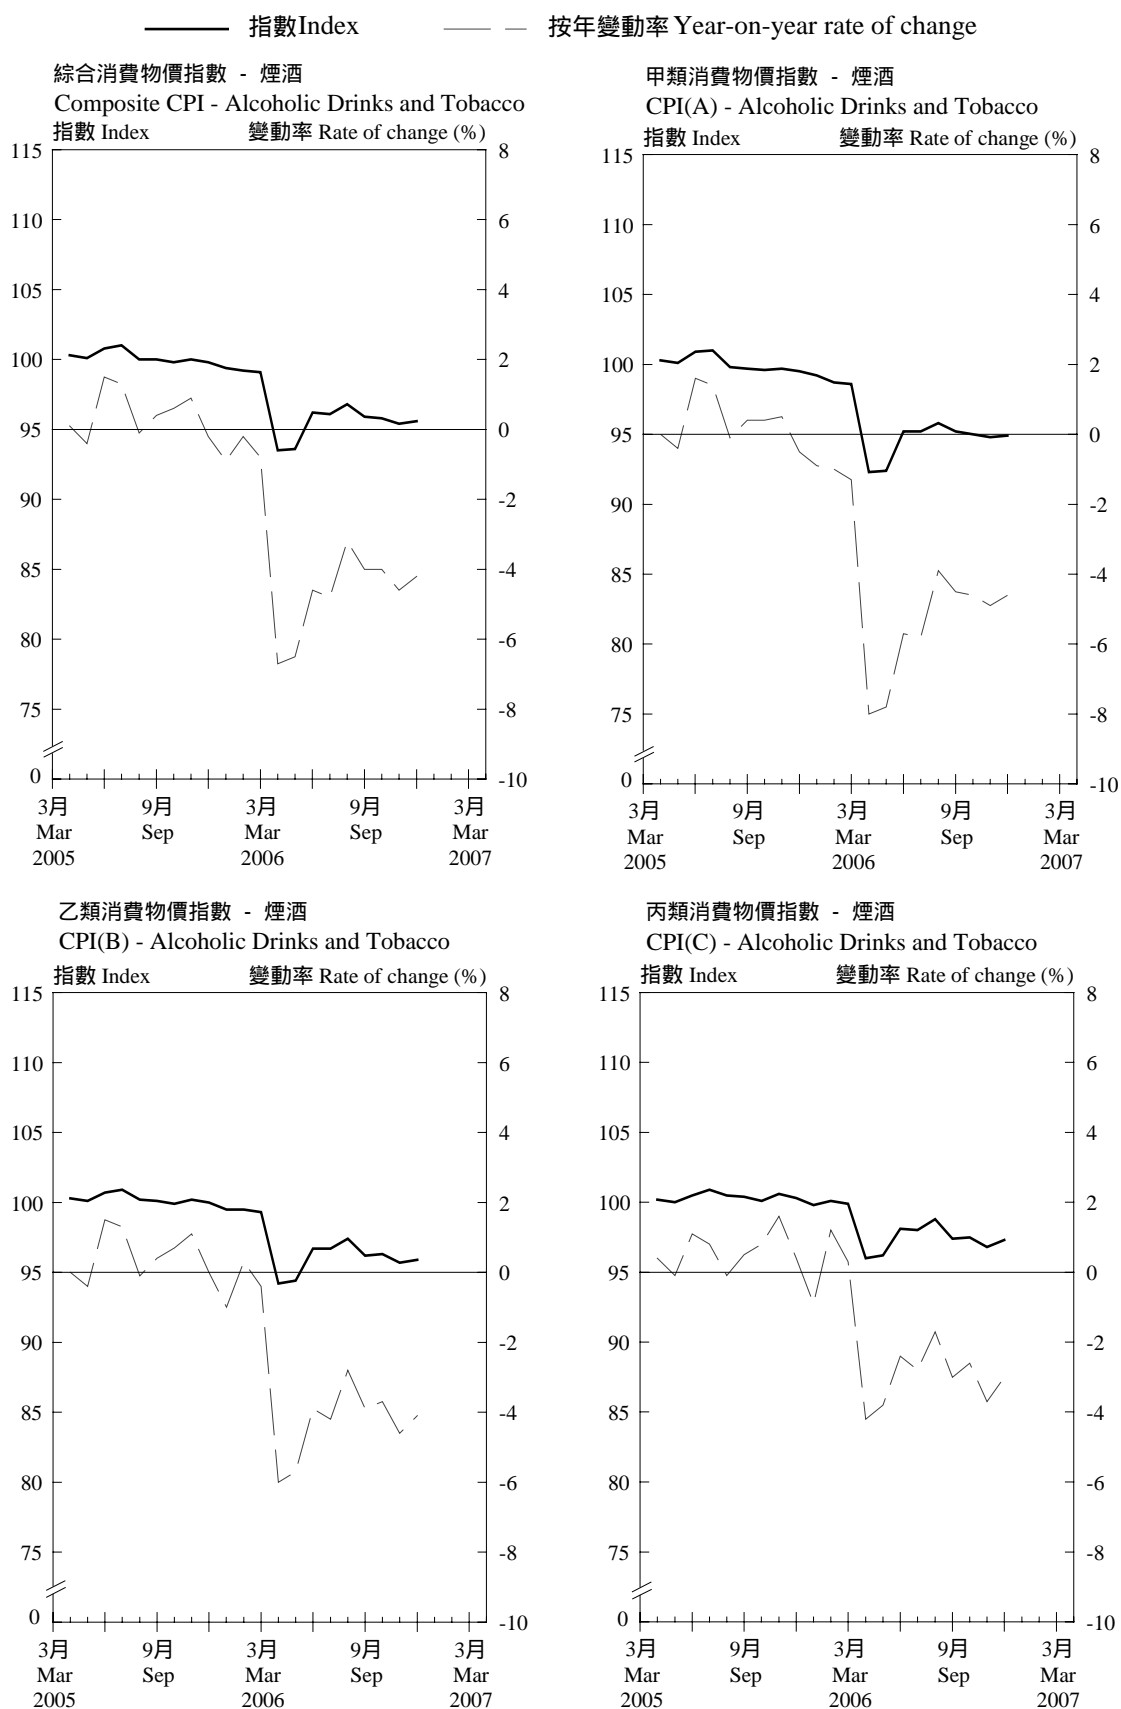 指數Index 按年變動率 Year-on-year rate of change
綜合消費物價指數 - 煙酒
Composite CPI - Alcoholic Drinks and Tobacco
指數 Index 變動率 Rate of change (%)
115 8
110 6
105 4
100 2
95 0
90 -2
85 -4
80 -6
75 -8
0 -10
3月 9月 3月 9月 3月
Mar Sep Mar Sep Mar
2005 2006 2007
甲類消費物價指數 - 煙酒
CPI(A) - Alcoholic Drinks and Tobacco
指數 Index 變動率 Rate of change (%)
115 8
110 6
105 4
100 2
95 0
90 -2
85 -4
80 -6
75 -8
0 -10
3月 9月 3月 9月 3月
Mar Sep Mar Sep Mar
2005 2006 2007
乙類消費物價指數 - 煙酒
CPI(B) - Alcoholic Drinks and Tobacco
指數 Index 變動率 Rate of change (%)
115 8
110 6
105 4
100 2
95 0
90 -2
85 -4
80 -6
75 -8
0 -10
3月 9月 3月 9月 3月
Mar Sep Mar Sep Mar
2005 2006 2007
丙類消費物價指數 - 煙酒
CPI(C) - Alcoholic Drinks and Tobacco
指數 Index 變動率 Rate of change (%)
115 8
110 6
105 4
100 2
95 0
90 -2
85 -4
80 -6
75 -8
0 -10
3月 9月 3月 9月 3月
Mar Sep Mar Sep Mar
2005 2006 2007